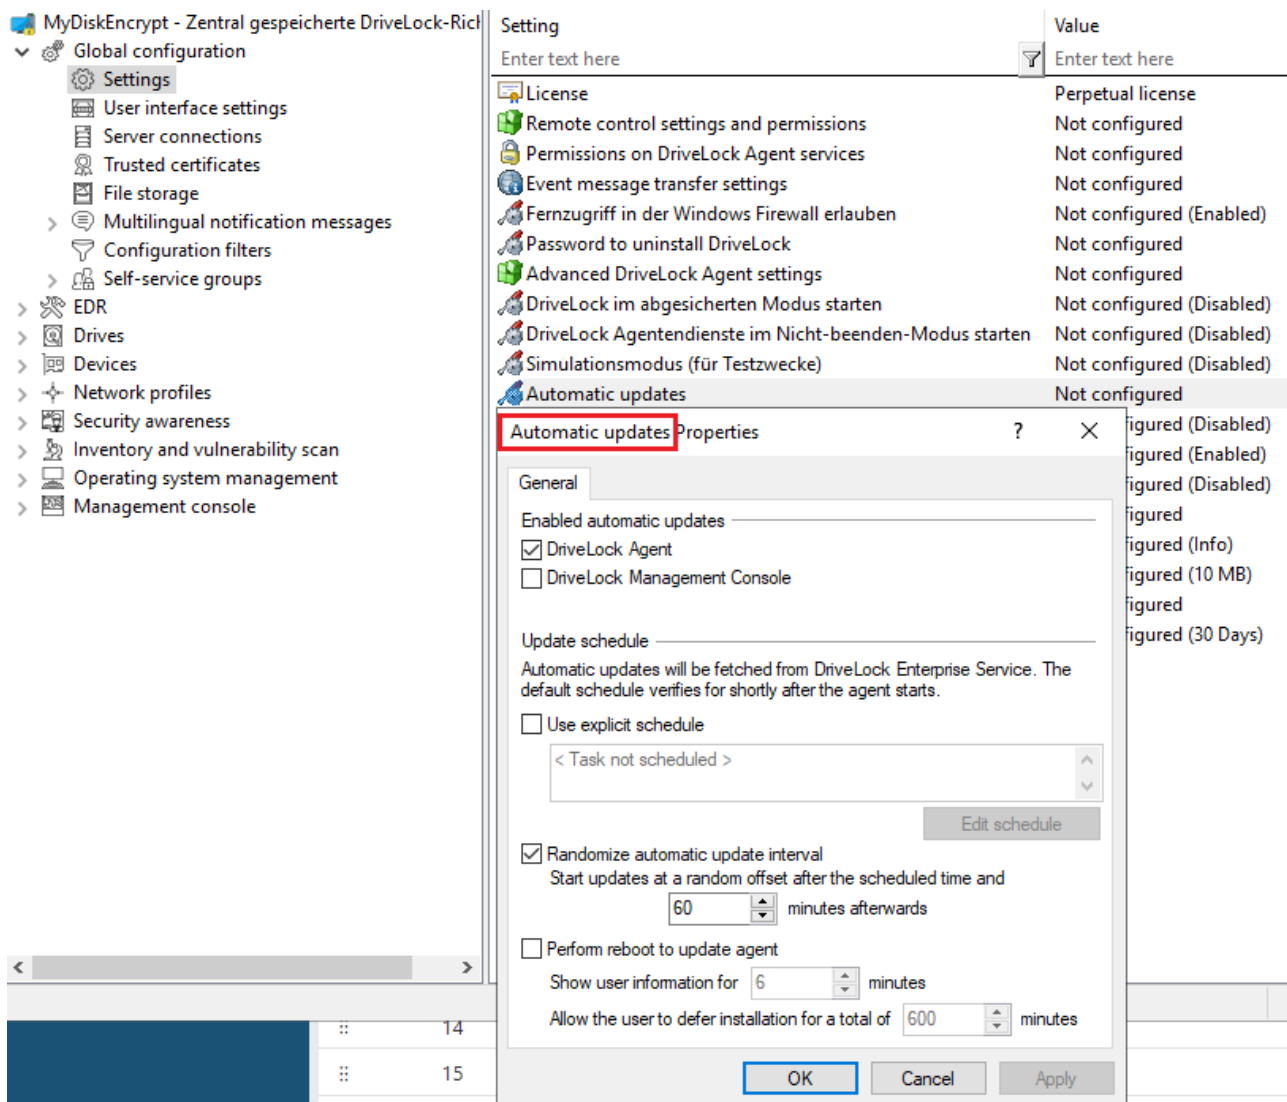 MyDiskEncrypt - Zentral gespeicherte DriveLock-Rich
Global configuration
Settings
User interface settings
Server connections
Trusted certificates
File storage
Multilingual notification messages
Configuration filters
Self-service groups
EDR
Drives
Devices
Network profiles
Security awareness
Inventory and vulnerability scan
Operating system management
Management console
Setting Value
Enter text here Enter text here
License Perpetual license
Remote control settings and permissions Not configured
Permissions on DriveLock Agent services Not configured
Event message transfer settings Not configured
Fernzugriff in der Windows Firewall erlauben Not configured (Enabled)
Password to uninstall DriveLock Not configured
Advanced DriveLock Agent settings Not configured
DriveLock im abgesicherten Modus starten Not configured (Disabled)
DriveLock Agentendienste im Nicht-beenden-Modus starten Not configured (Disabled)
Simulationsmodus (für Testzwecke) Not configured (Disabled)
Automatic updates Not configured
figured (Disabled)
figured (Enabled)
figured (Disabled)
figured
figured (Info)
figured (10 MB)
figured
figured (30 Days)
Automatic updates Properties ?
General
Enabled automatic updates
DriveLock Agent
DriveLock Management Console
Update schedule
Automatic updates will be fetched from DriveLock Enterprise Service. The
default schedule verifies for shortly after the agent starts.
Use explicit schedule
< Task not scheduled >
Edit schedule
Randomize automatic update interval
Start updates at a random offset after the scheduled time and
60 minutes afterwards
Perform reboot to update agent
Show user information for 6 minutes
Allow the user to defer installation for a total of 600 minutes
OK Cancel Apply
14
15